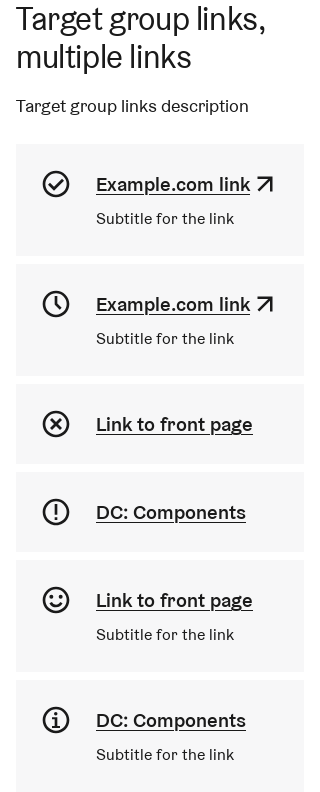 Target group links,
multiple links
Target group links description
Example.com link
Subtitle for the link
Example.com link
Subtitle for the link
Link to front page
DC: Components
Link to front page
Subtitle for the link
DC: Components
Subtitle for the link